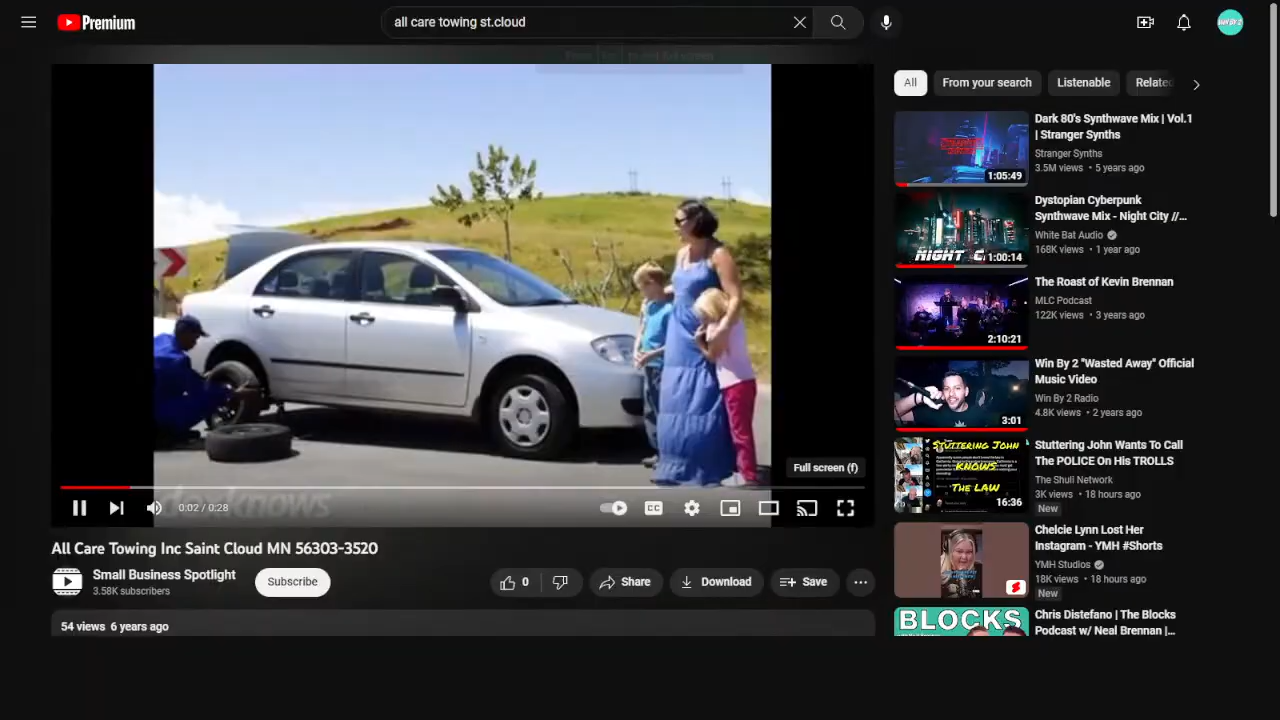 Premium
all care towing st.cloud
All
From your search
Listenable
Related
Dark 80's Synthwave Mix | Vol.1
| Stranger Synths
Stranger Synths
3.5M views • 5 years ago
1:05:49
Dystopian Cyberpunk
Synthwave Mix - Night City //...
White Bat Audio
168K views • 1 year ago
NIGHT C
1:00:14
The Roast of Kevin Brennan
MLC Podcast
122K views • 3 years ago
2:10:21
Win By 2 "Wasted Away" Official
Music Video
Win By 2 Radio
4.8K views • 2 years ago
3:01
Stuttering John Wants To Call
The POLICE On His TROLLS
The Shuli Network
3K views • 18 hours ago
New
STUTTERING JOHN
KNOWS
THE LAW
16:36
Chelcie Lynn Lost Her
Instagram - YMH #Shorts
YMH Studios
18K views • 18 hours ago
New
Chris Distefano | The Blocks
Podcast w/ Neal Brennan |...
BLOCKS
Full screen (f)
0:02 / 0:28
CC
All Care Towing Inc Saint Cloud MN 56303-3520
Small Business Spotlight
3.58K subscribers
Subscribe
0
Share
Download
Save
54 views 6 years ago